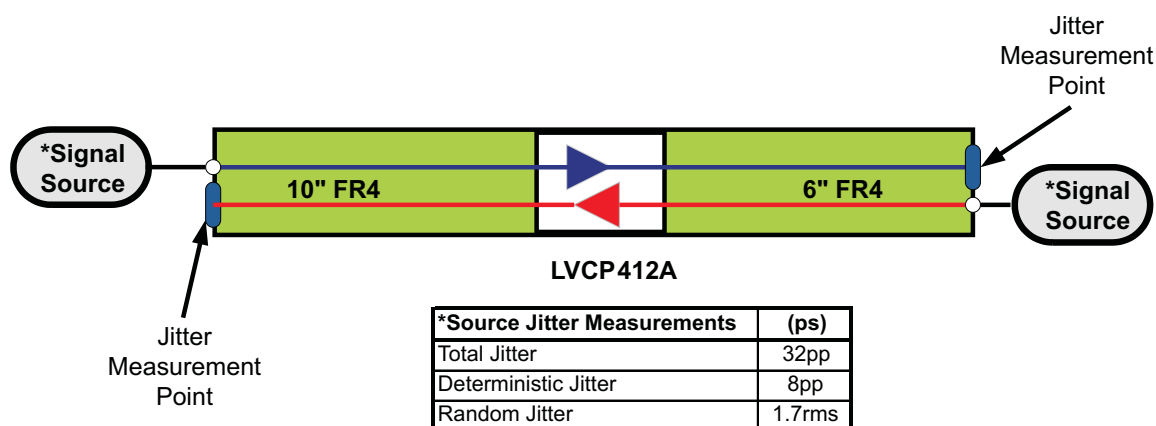 Jitter
Measurement
Point
*Signal
Source
10" FR4
6" FR4
*Signal
Source
LVCP412A
Jitter
Measurement
Point
*Source Jitter Measurements (ps)
Total Jitter 32pp
Deterministic Jitter 8pp
Random Jitter 1.7rms